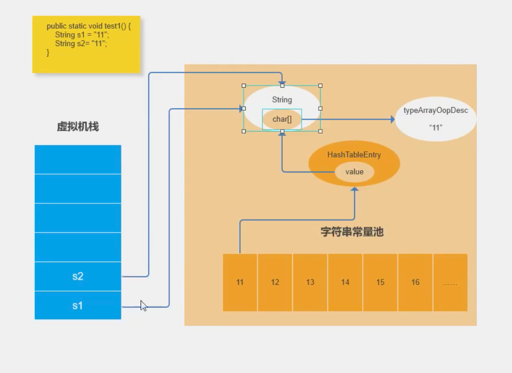 public static void test1() {
String s1 = "11";
String s2= "11";
}
虚拟机栈
s2
s1
String
char[]
typeArrayOopDesc
"11"
HashTableEntry
value
字符串常量池
11 12 13 14 15 16 ......